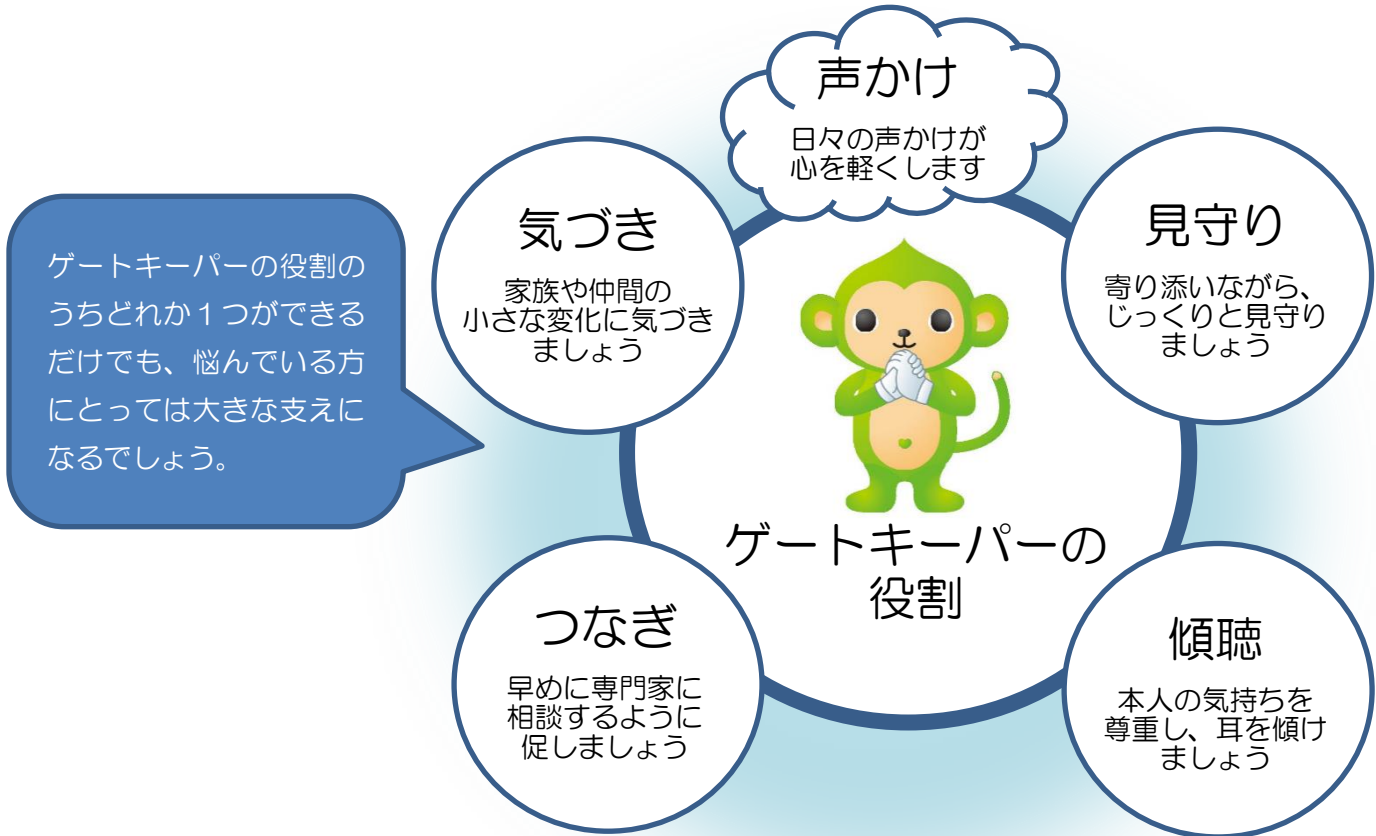 声かけ
日々の声かけが
心を軽くします
気づき
家族や仲間の
小さな変化に気づき
ましょう
見守り
寄り添いながら、
じっくりと見守り
ましょう
ゲートキーパーの役割の
うちどれか１つができる
だけでも、悩んでいる方
にとっては大きな支えに
なるでしょう。
ゲートキーパーの
役割
つなぎ
早めに専門家に
相談するように
促しましょう
傾聴
本人の気持ちを
尊重し、耳を傾け
ましょう